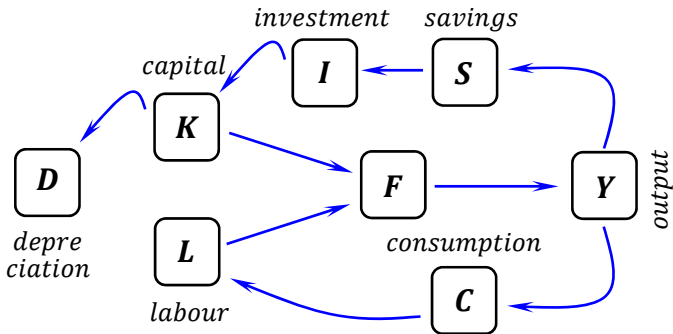 investment savings
capital
I S
K
D F Y
output
L consumption
depre
ciation
C
labour